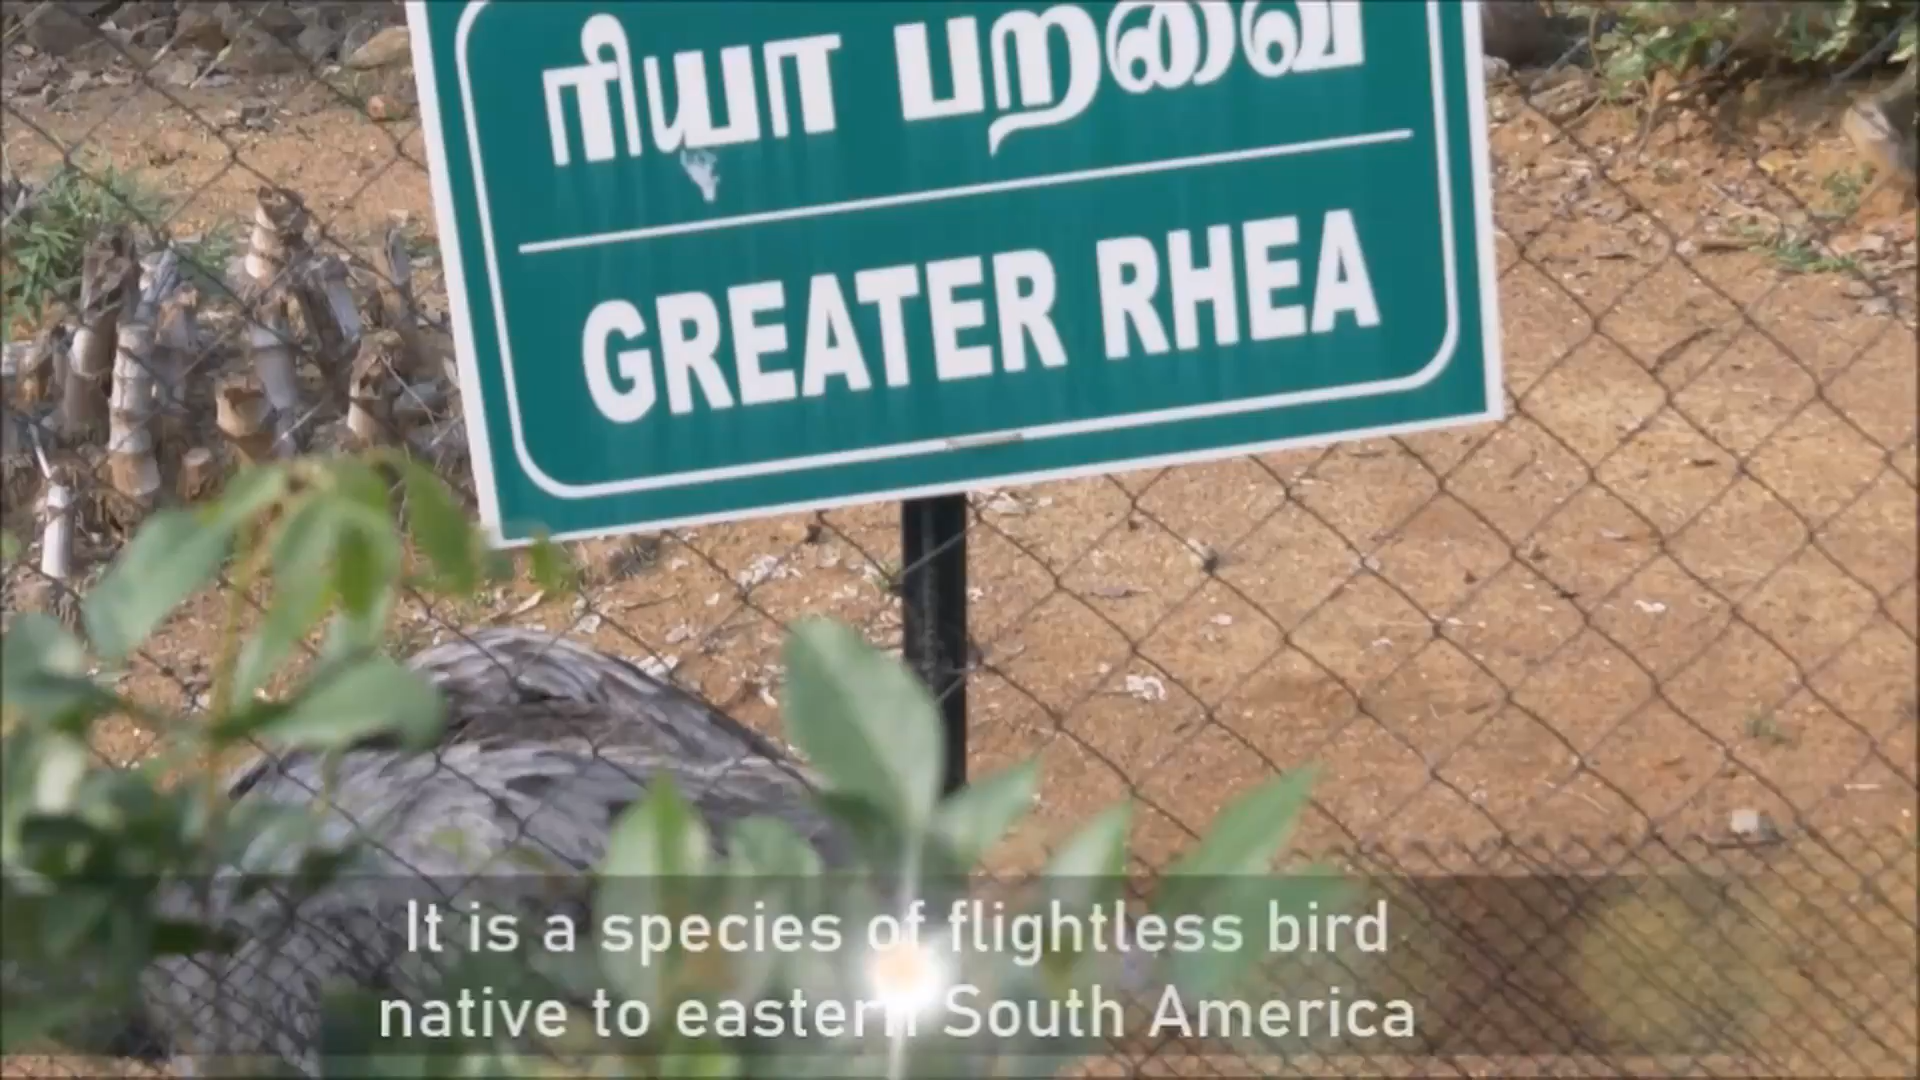 ரியா பறவை
GREATER RHEA
It is a species of flightless bird
native to eastern South America